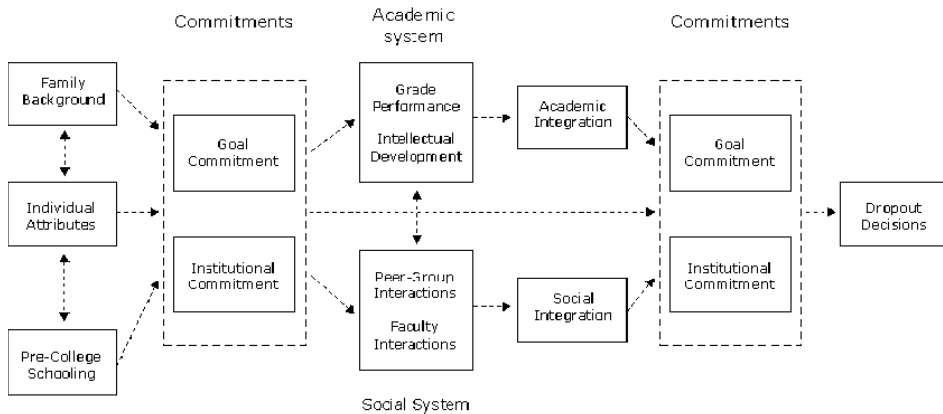 Commitments
Academic
system
Commitments
Family
Background
Individual
Attributes
Pre-College
Schooling
Goal
Commitment
Institutional
Commitment
Grade
Performance
Intellectual
Development
Peer-Group
Interactions
Faculty
Interactions
Social System
Academic
Integration
Social
Integration
Goal
Commitment
Institutional
Commitment
Dropout
Decisions